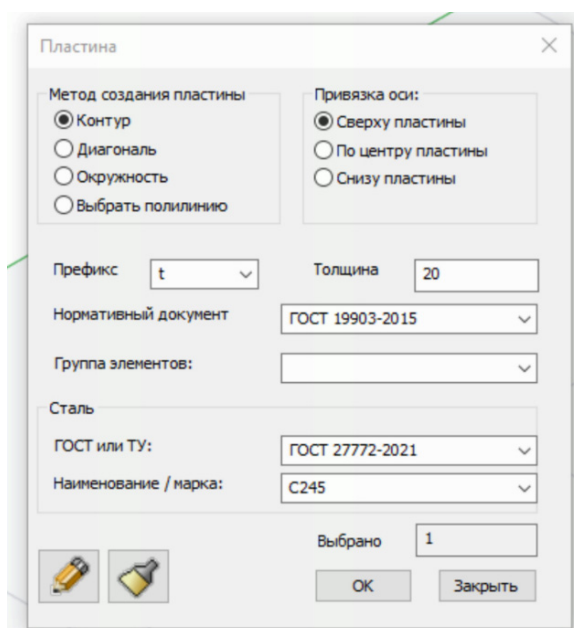 Пластина
Метод создания пластины
Контур
Диагональ
Окружность
Выбрать полилинию
Привязка оси:
Сверху пластины
По центру пластины
Снизу пластины
Префикс t Толщина 20
Нормативный документ ГОСТ 19903-2015
Группа элементов:
Сталь
ГОСТ или ТУ: ГОСТ 27772-2021
Наименование / марка: С245
Выбрано 1
ОК Закрыть